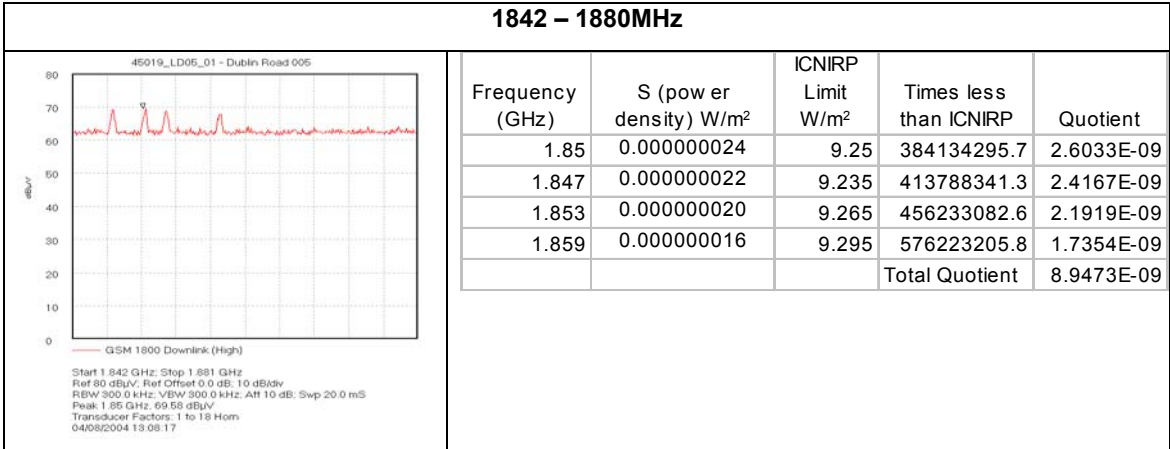 1842 – 1880MHz
45019_LD05_01 - Dublin Road 005
80
70
60
50
40
30
20
10
0
dBµV
GSM 1800 Downlink (High)
Start 1.842 GHz; Stop 1.881 GHz
Ref 80 dBµV; Ref Offset 0.0 dB; 10 dB/div
RBW 300.0 kHz; VBW 300.0 kHz; Att 10 dB; Swp 20.0 mS
Peak 1.85 GHz, 69.58 dBµV
Transducer Factors: 1 to 18 Horn
04/08/2004 13:08:17
Frequency (GHz) S (pow er density) W/m² ICNIRP Limit W/m² Times less than ICNIRP Quotient
1.85 0.000000024 9.25 384134295.7 2.6033E-09
1.847 0.000000022 9.235 413788341.3 2.4167E-09
1.853 0.000000020 9.265 456233082.6 2.1919E-09
1.859 0.000000016 9.295 576223205.8 1.7354E-09
Total Quotient 8.9473E-09